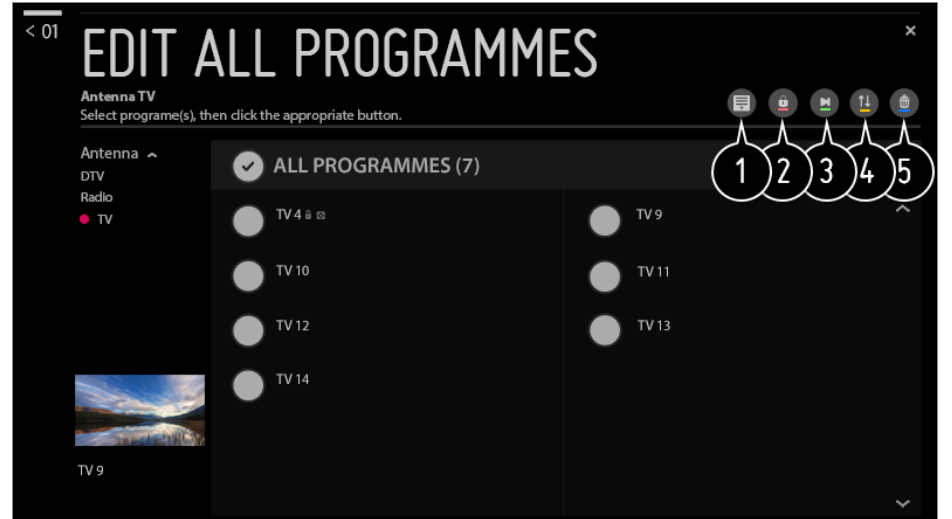 < 01
EDIT ALL PROGRAMMES
×
Antenna TV
Select programe(s), then click the appropriate button.
1 2 3 4 5
Antenna
DTV
Radio
TV
ALL PROGRAMMES (7)
TV 4
TV 9
TV 10
TV 11
TV 12
TV 13
TV 14
TV 9